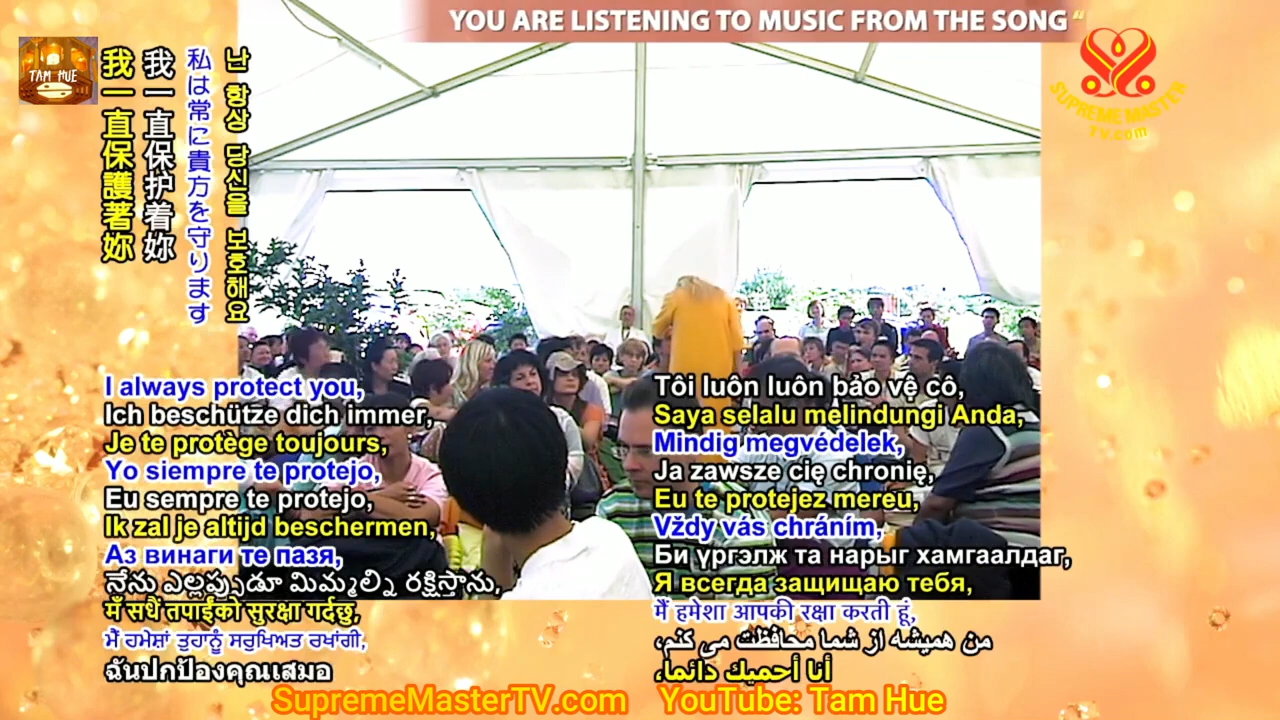 YOU ARE LISTENING TO MUSIC FROM THE SONG “
TAM HUE
SUPREME MASTER
TV.com
我一直保護著妳
我一直保护着妳
私は常に貴方を守ります
난 항상 당신을 보호해요
I always protect you,
Ich beschütze dich immer,
Je te protège toujours,
Yo siempre te protejo,
Eu sempre te protejo,
Ik zal je altijd beschermen,
Аз винаги те пазя,
నేను ఎల్లప్పుడూ మిమ్మల్ని రక్షిస్తాను,
मँ सधैं तपाईको सुरक्षा गर्दछु,
ਮੈਂ ਹਮੇਸ਼ਾਂ ਤੁਹਾਨੂੰ ਸਰੁਖਿਅਤ ਰਖਾਂਗੀ,
ฉันปกป้องคุณเสมอ
Tôi luôn luôn bảo vệ cô,
Saya selalu melindungi Anda,
Mindig megvédelek,
Ja zawsze cię chronię,
Eu te protejez mereu,
Vždy vás chráním,
Би үргэлж та нарыг хамгаалдаг,
Я всегда защищаю тебя,
मैं हमेशा आपकी रक्षा करती हूं,
من همیشه از شما محافظت می کنم،
أنا أحميك دائما،
SupremeMasterTV.com YouTube: Tam Hue